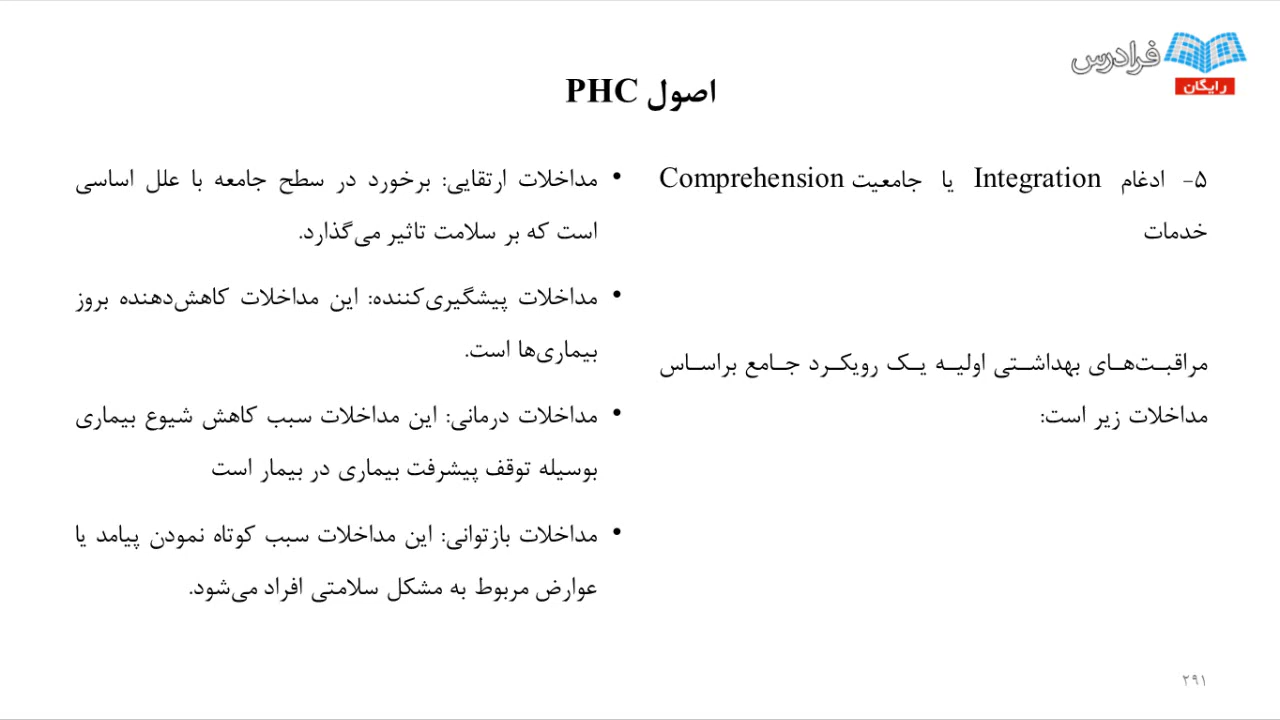 فرادرس
رایگان
اصول PHC
۵- ادغام Integration یا جامعیت Comprehension
خدمات
مراقبت‌های بهداشتی اولیه یک رویکرد جامع براساس
مداخلات زیر است:
• مداخلات ارتقایی: برخورد در سطح جامعه با علل اساسی
است که بر سلامت تاثیر می‌گذارد.
• مداخلات پیشگیری‌کننده: این مداخلات کاهش‌دهنده بروز
بیماری‌ها است.
• مداخلات درمانی: این مداخلات سبب کاهش شیوع بیماری
بوسیله توقف پیشرفت بیماری در بیمار است
• مداخلات بازتوانی: این مداخلات سبب کوتاه نمودن پیامد یا
عوارض مربوط به مشکل سلامتی افراد می‌شود.
۲۹۱